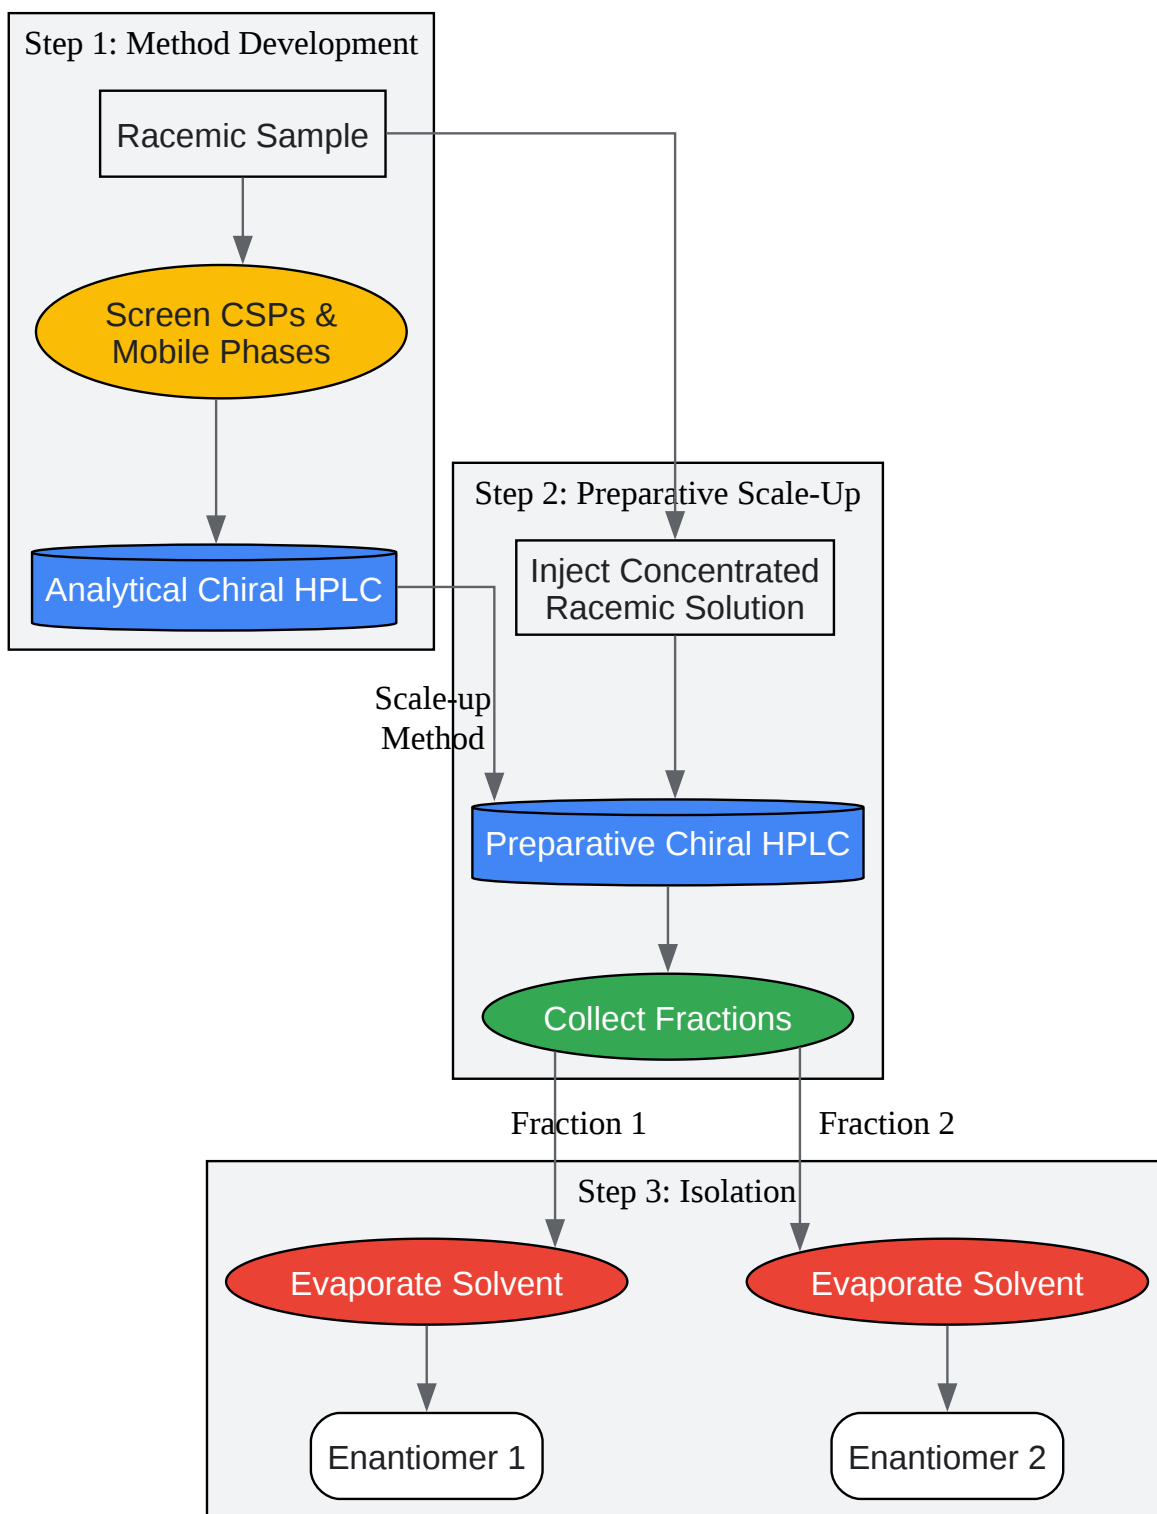 Step 1: Method Development
Racemic Sample
Screen CSPs &
Mobile Phases
Analytical Chiral HPLC
Scale-up
Method
Step 2: Preparative Scale-Up
Inject Concentrated
Racemic Solution
Preparative Chiral HPLC
Collect Fractions
Fraction 1
Fraction 2
Step 3: Isolation
Evaporate Solvent
Evaporate Solvent
Enantiomer 1
Enantiomer 2